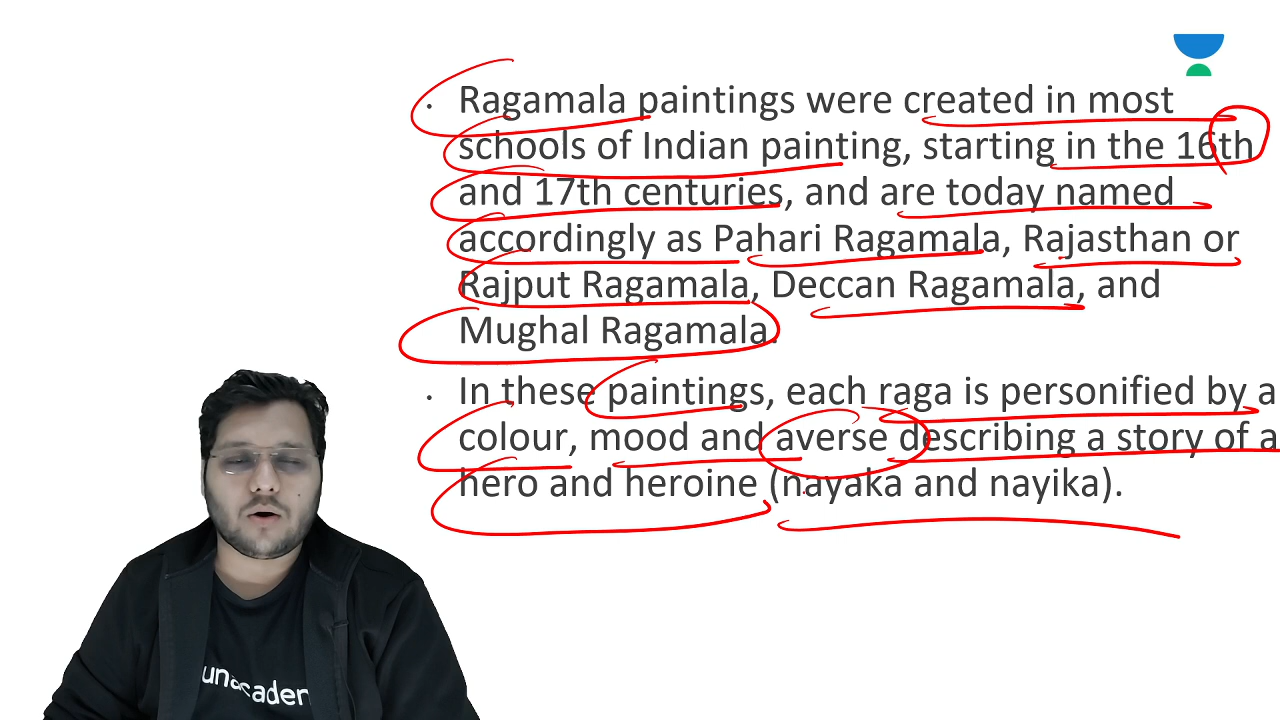 • Ragamala paintings were created in most
schools of Indian painting, starting in the 16th
and 17th centuries, and are today named
accordingly as Pahari Ragamala, Rajasthan or
Rajput Ragamala, Deccan Ragamala, and
Mughal Ragamala.
• In these paintings, each raga is personified by a
colour, mood and averse describing a story of a
hero and heroine (nayaka and nayika).